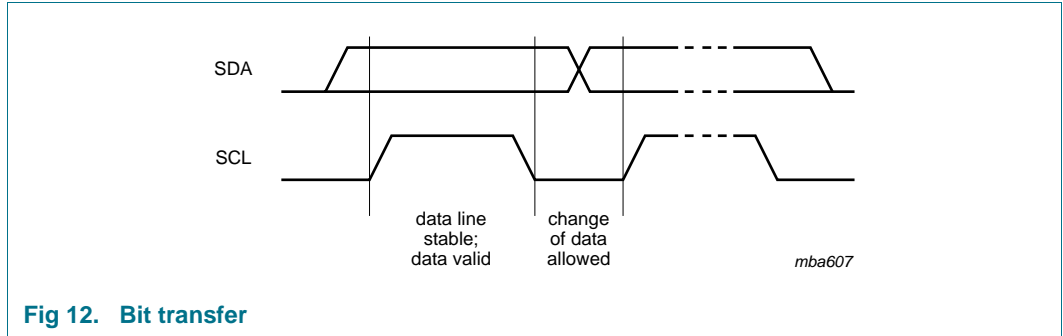 SDA
SCL
data line
stable;
data valid
change
of data
allowed
mba607
Fig 12. Bit transfer